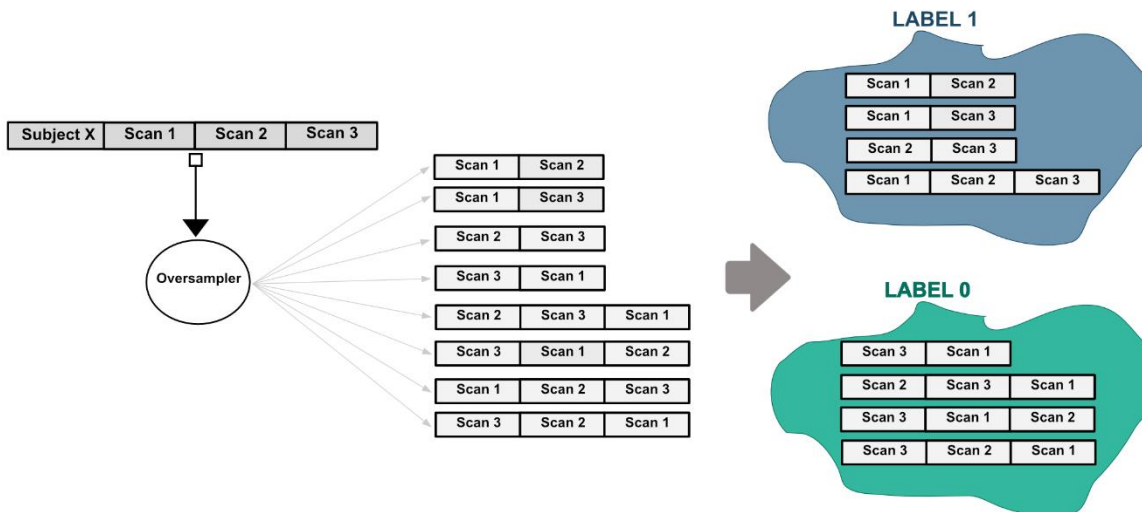 Subject X Scan 1 Scan 2 Scan 3
Oversampler
Scan 1 Scan 2
Scan 1 Scan 3
Scan 2 Scan 3
Scan 3 Scan 1
Scan 2 Scan 3 Scan 1
Scan 3 Scan 1 Scan 2
Scan 1 Scan 2 Scan 3
Scan 3 Scan 2 Scan 1
LABEL 1
Scan 1 Scan 2
Scan 1 Scan 3
Scan 2 Scan 3
Scan 1 Scan 2 Scan 3
LABEL 0
Scan 3 Scan 1
Scan 2 Scan 3 Scan 1
Scan 3 Scan 1 Scan 2
Scan 3 Scan 2 Scan 1